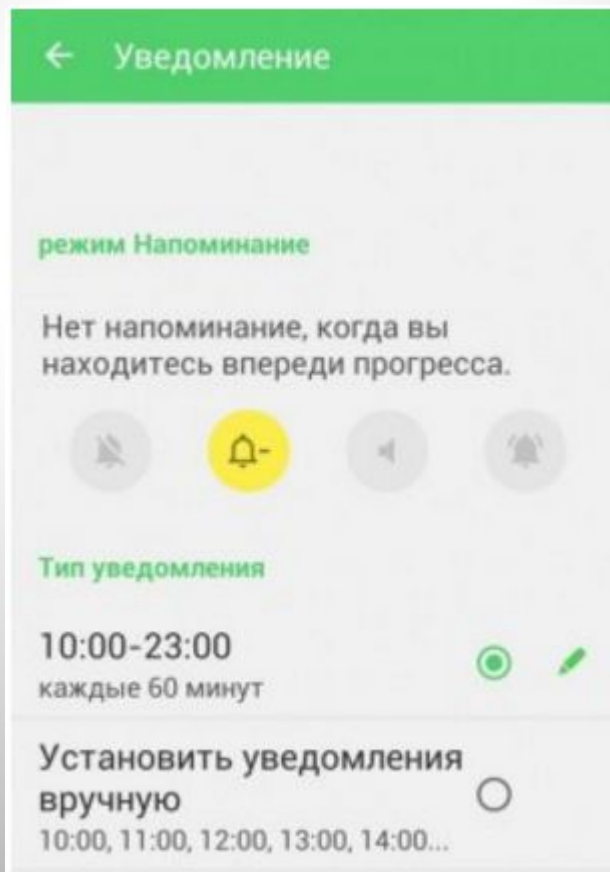 Уведомление
режим Напоминание
Нет напоминание, когда вы
находитесь впереди прогресса.
Тип уведомления
10:00-23:00
каждые 60 минут
Установить уведомления
вручную
10:00, 11:00, 12:00, 13:00, 14:00...